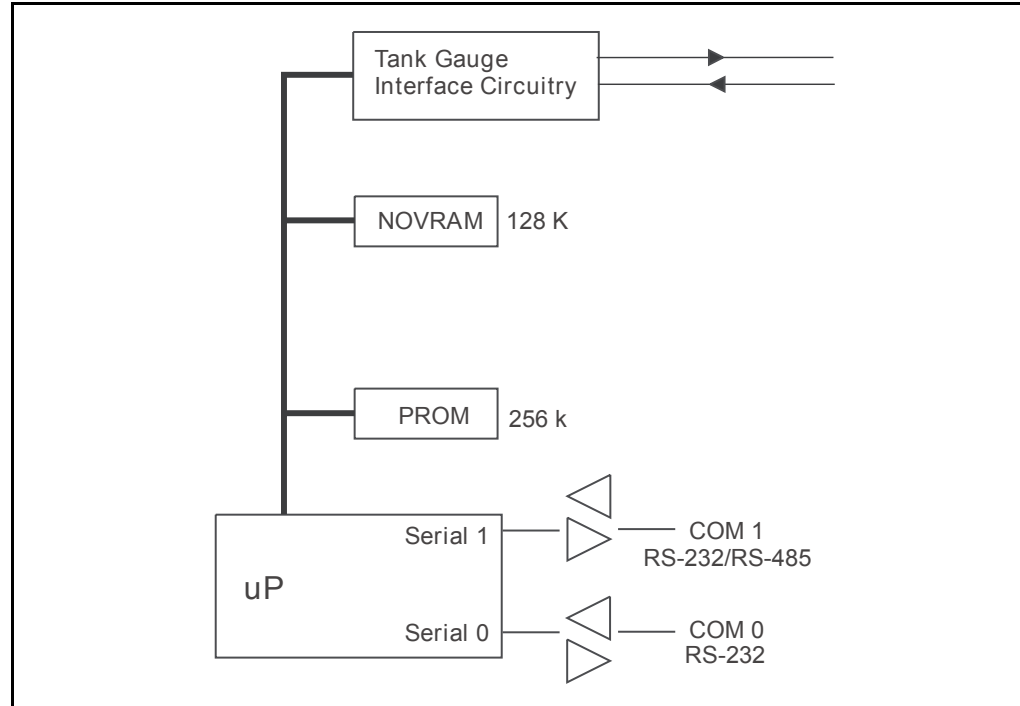 Tank Gauge
Interface Circuitry
NOVRAM 128 K
PROM 256 k
Serial 1
COM 1
RS-232/RS-485
uP
Serial 0
COM 0
RS-232